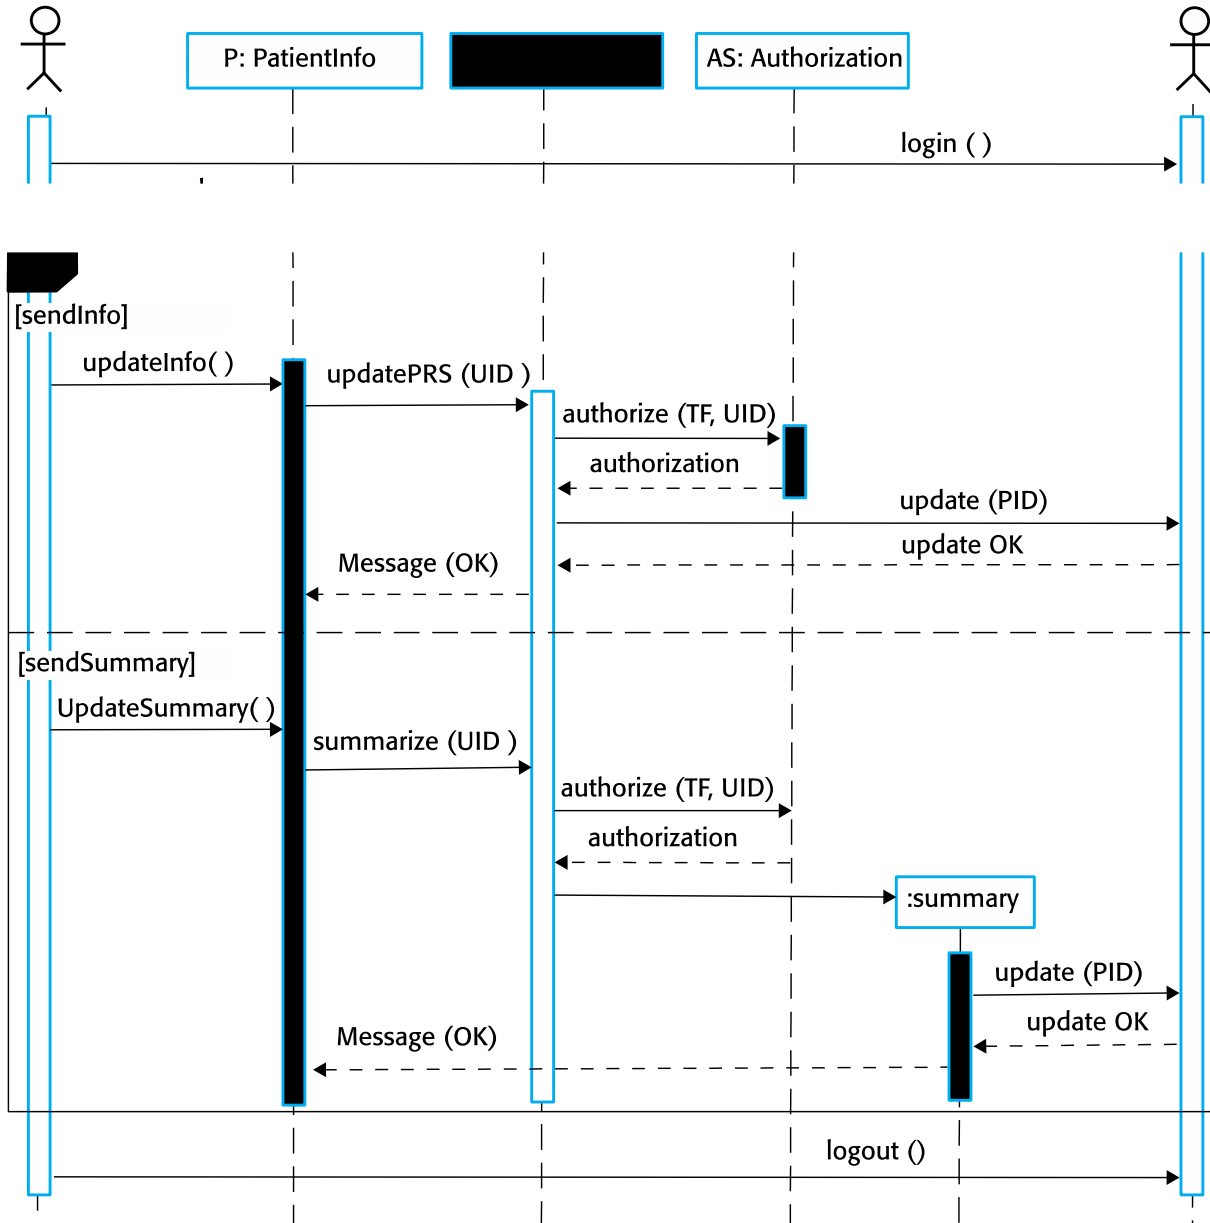 P: PatientInfo
AS: Authorization
login ( )
[sendInfo]
updateInfo( )
updatePRS (UID )
authorize (TF, UID)
authorization
update (PID)
update OK
Message (OK)
[sendSummary]
UpdateSummary( )
summarize (UID )
authorize (TF, UID)
authorization
:summary
update (PID)
update OK
Message (OK)
logout ()